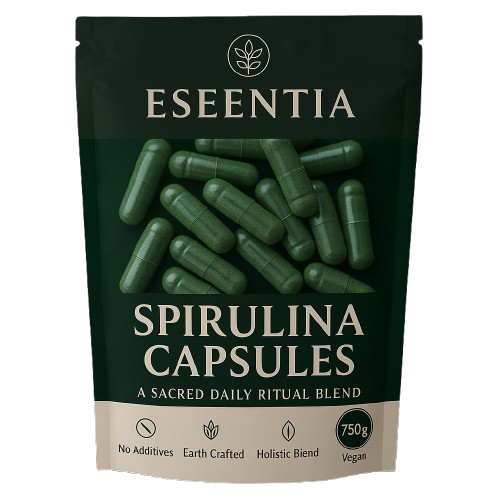 ESEENTIA
SPIRULINA
CAPSULES
A SACRED DAILY RITUAL BLEND
No Additives
Earth Crafted
Holistic Blend
750g
Vegan